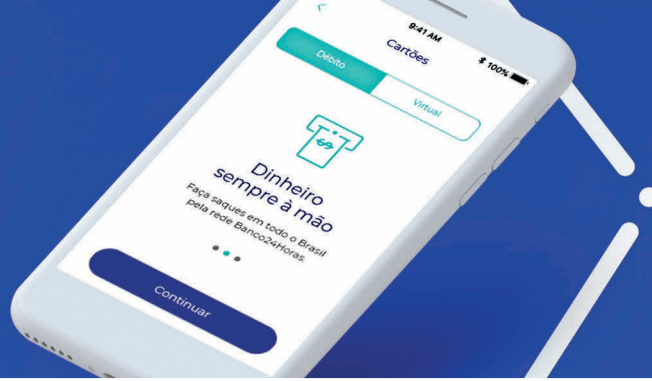 9:41 AM
100%
Cartões
Débito
Virtual
Dinheiro
sempre à mão
Faça saques em todo o Brasil
pela rede Banco24Horas.
Continuar